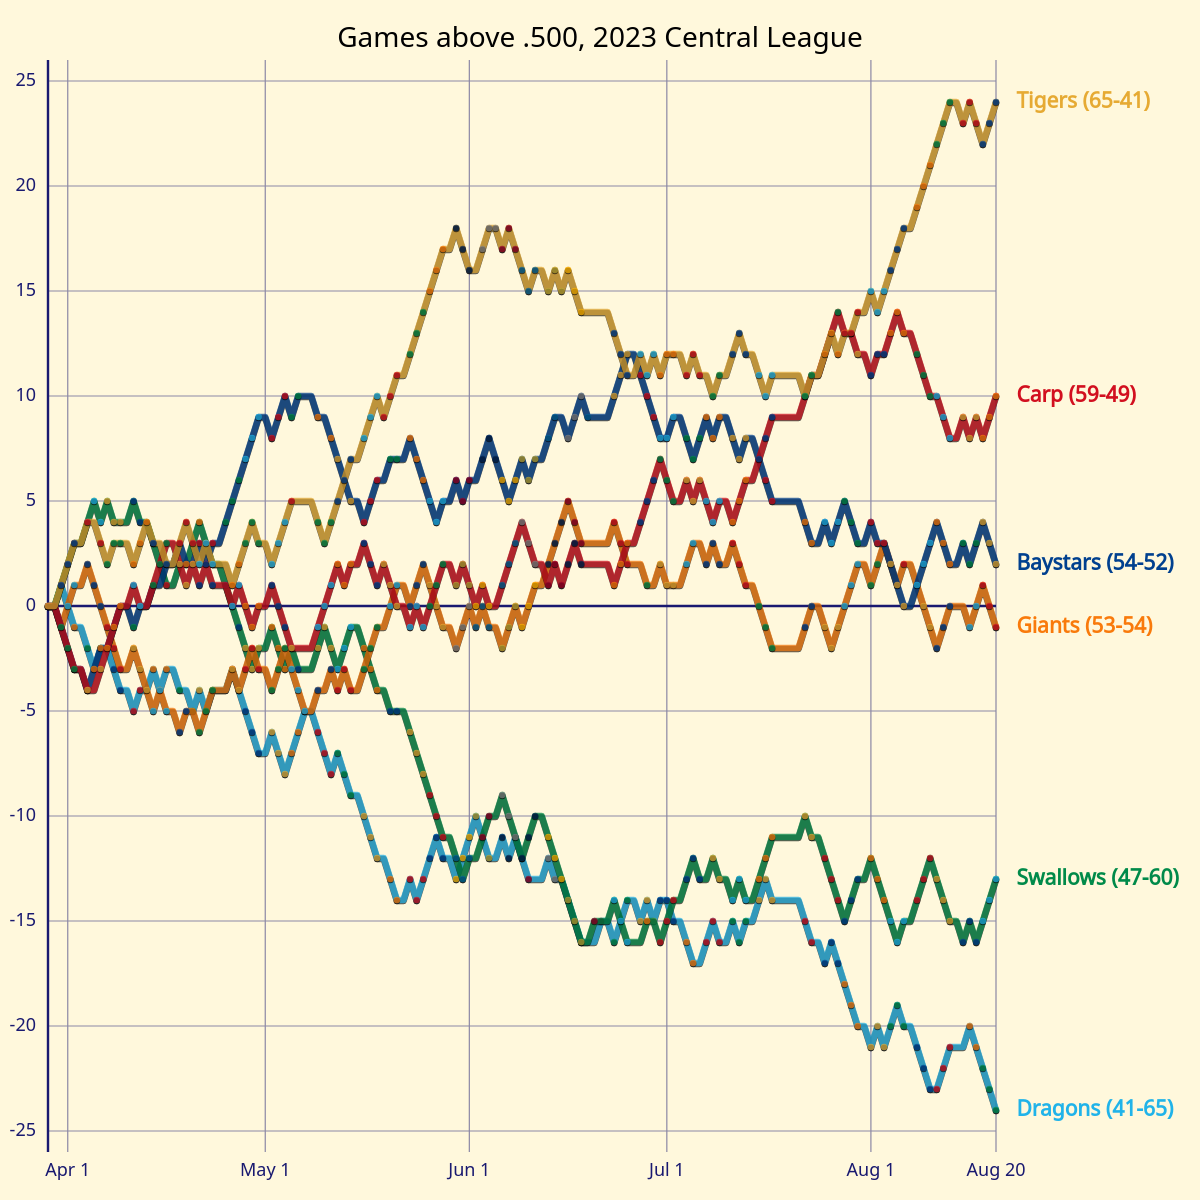 Games above .500, 2023 Central League
25
20
15
10
5
0
-5
-10
-15
-20
-25
Tigers (65-41)
Carp (59-49)
Baystars (54-52)
Giants (53-54)
Swallows (47-60)
Dragons (41-65)
Apr 1
May 1
Jun 1
Jul 1
Aug 1
Aug 20